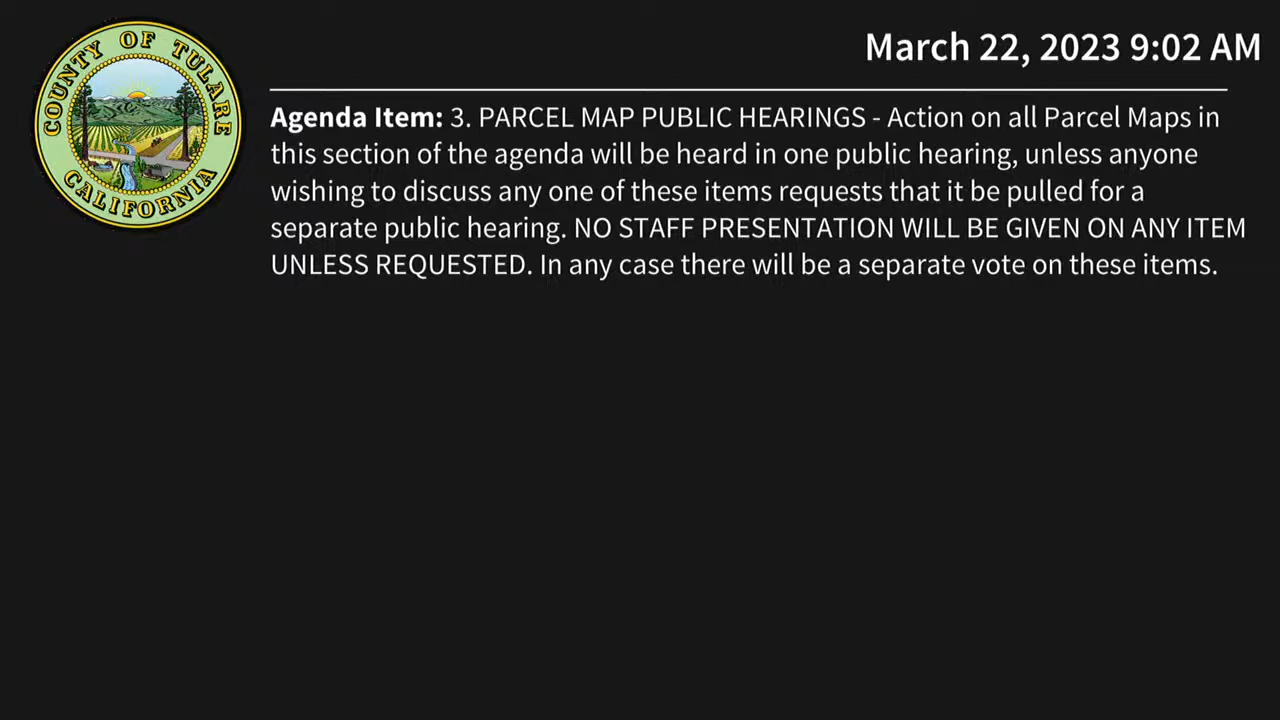 COUNTY OF TULARE
CALIFORNIA
March 22, 2023 9:02 AM
Agenda Item: 3. PARCEL MAP PUBLIC HEARINGS - Action on all Parcel Maps in
this section of the agenda will be heard in one public hearing, unless anyone
wishing to discuss any one of these items requests that it be pulled for a
separate public hearing. NO STAFF PRESENTATION WILL BE GIVEN ON ANY ITEM
UNLESS REQUESTED. In any case there will be a separate vote on these items.